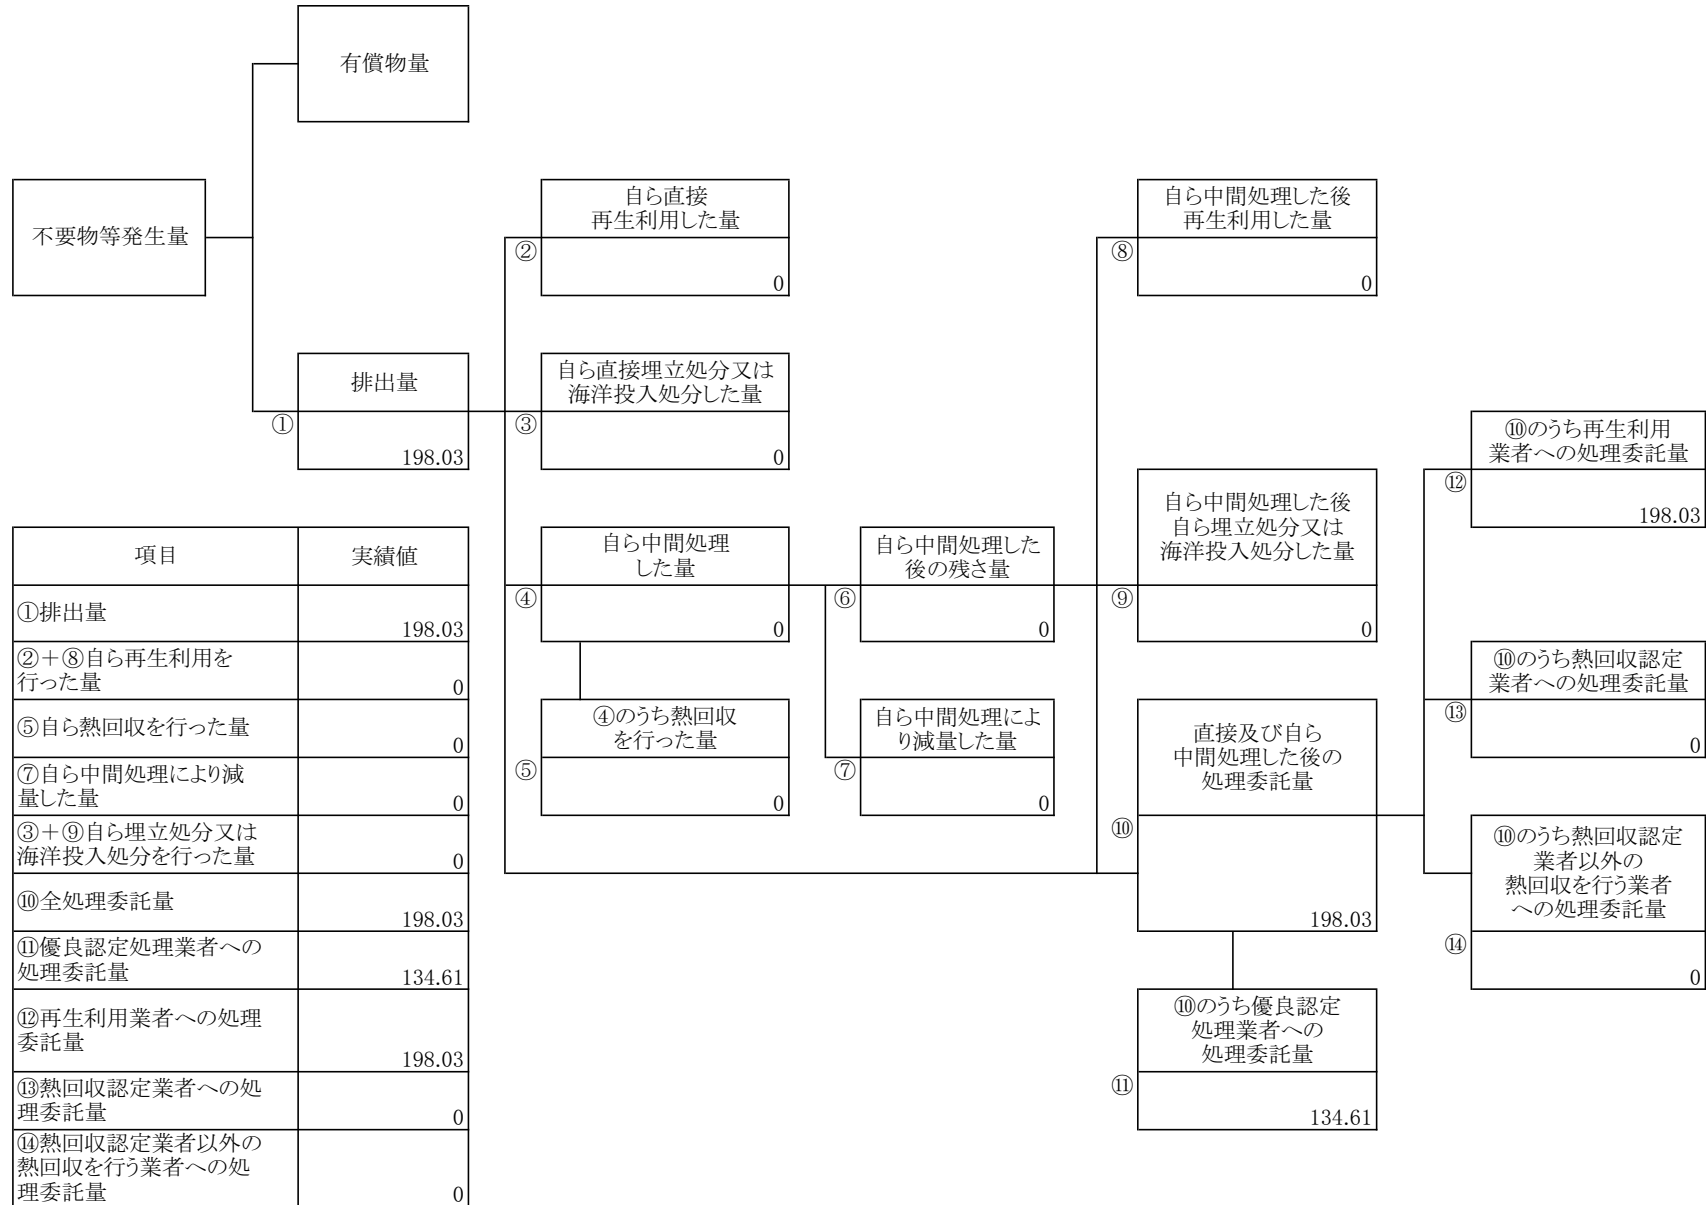 有償物量
不要物等発生量
自ら直接
再生利用した量
②
0
自ら中間処理した後
再生利用した量
⑧
0
排出量
①
198.03
自ら直接埋立処分又は
海洋投入処分した量
③
0
⑩のうち再生利用
業者への処理委託量
⑫
198.03
自ら中間処理
した量
④
0
自ら中間処理した
後の残さ量
⑥
0
自ら中間処理した後
自ら埋立処分又は
海洋投入処分した量
⑨
0
⑩のうち熱回収認定
業者への処理委託量
⑬
0
④のうち熱回収
を行った量
⑤
0
自ら中間処理によ
り減量した量
⑦
0
直接及び自ら
中間処理した後の
処理委託量
⑩
198.03
⑩のうち熱回収認定
業者以外の
熱回収を行う業者
への処理委託量
⑭
0
⑩のうち優良認定
処理業者への
処理委託量
⑪
134.61
項目 実績値
①排出量
198.03
②＋⑧自ら再生利用を
行った量
0
⑤自ら熱回収を行った量
0
⑦自ら中間処理により減
量した量
0
③＋⑨自ら埋立処分又は
海洋投入処分を行った量
0
⑩全処理委託量
198.03
⑪優良認定処理業者への
処理委託量
134.61
⑫再生利用業者への処理
委託量
198.03
⑬熱回収認定業者への処
理委託量
0
⑭熱回収認定業者以外の
熱回収を行う業者への処
理委託量
0